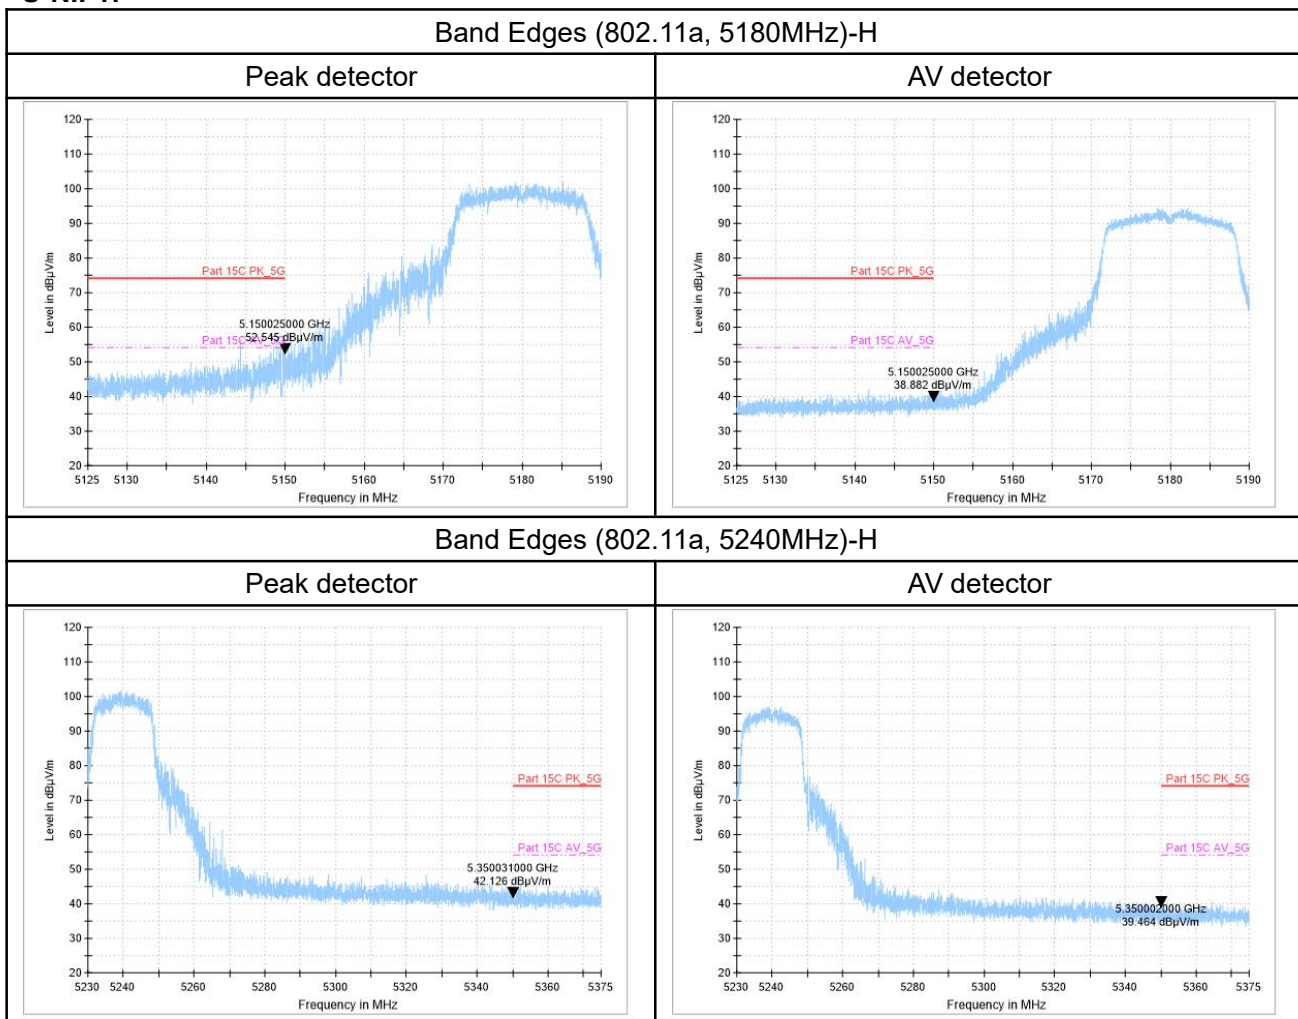 Band Edges (802.11a, 5180MHz)-H
Peak detector
AV detector
120
110
100
90
80
70
60
50
40
30
20
Level in dBµV/m
Part 15C PK_5G
5.150025000 GHz
52.545 dBµV/m
5125 5130 5140 5150 5160 5170 5180 5190
Frequency in MHz
120
110
100
90
80
70
60
50
40
30
20
Level in dBµV/m
Part 15C PK_5G
Part 15C AV_5G
5.150025000 GHz
38.882 dBµV/m
5125 5130 5140 5150 5160 5170 5180 5190
Frequency in MHz
Band Edges (802.11a, 5240MHz)-H
Peak detector
AV detector
120
110
100
90
80
70
60
50
40
30
20
Level in dBµV/m
Part 15C PK_5G
Part 15C AV_5G
5.350031000 GHz
42.126 dBµV/m
5230 5240 5260 5280 5300 5320 5340 5360 5375
Frequency in MHz
120
110
100
90
80
70
60
50
40
30
20
Level in dBµV/m
Part 15C PK_5G
Part 15C AV_5G
5.350002000 GHz
39.464 dBµV/m
5230 5240 5260 5280 5300 5320 5340 5360 5375
Frequency in MHz